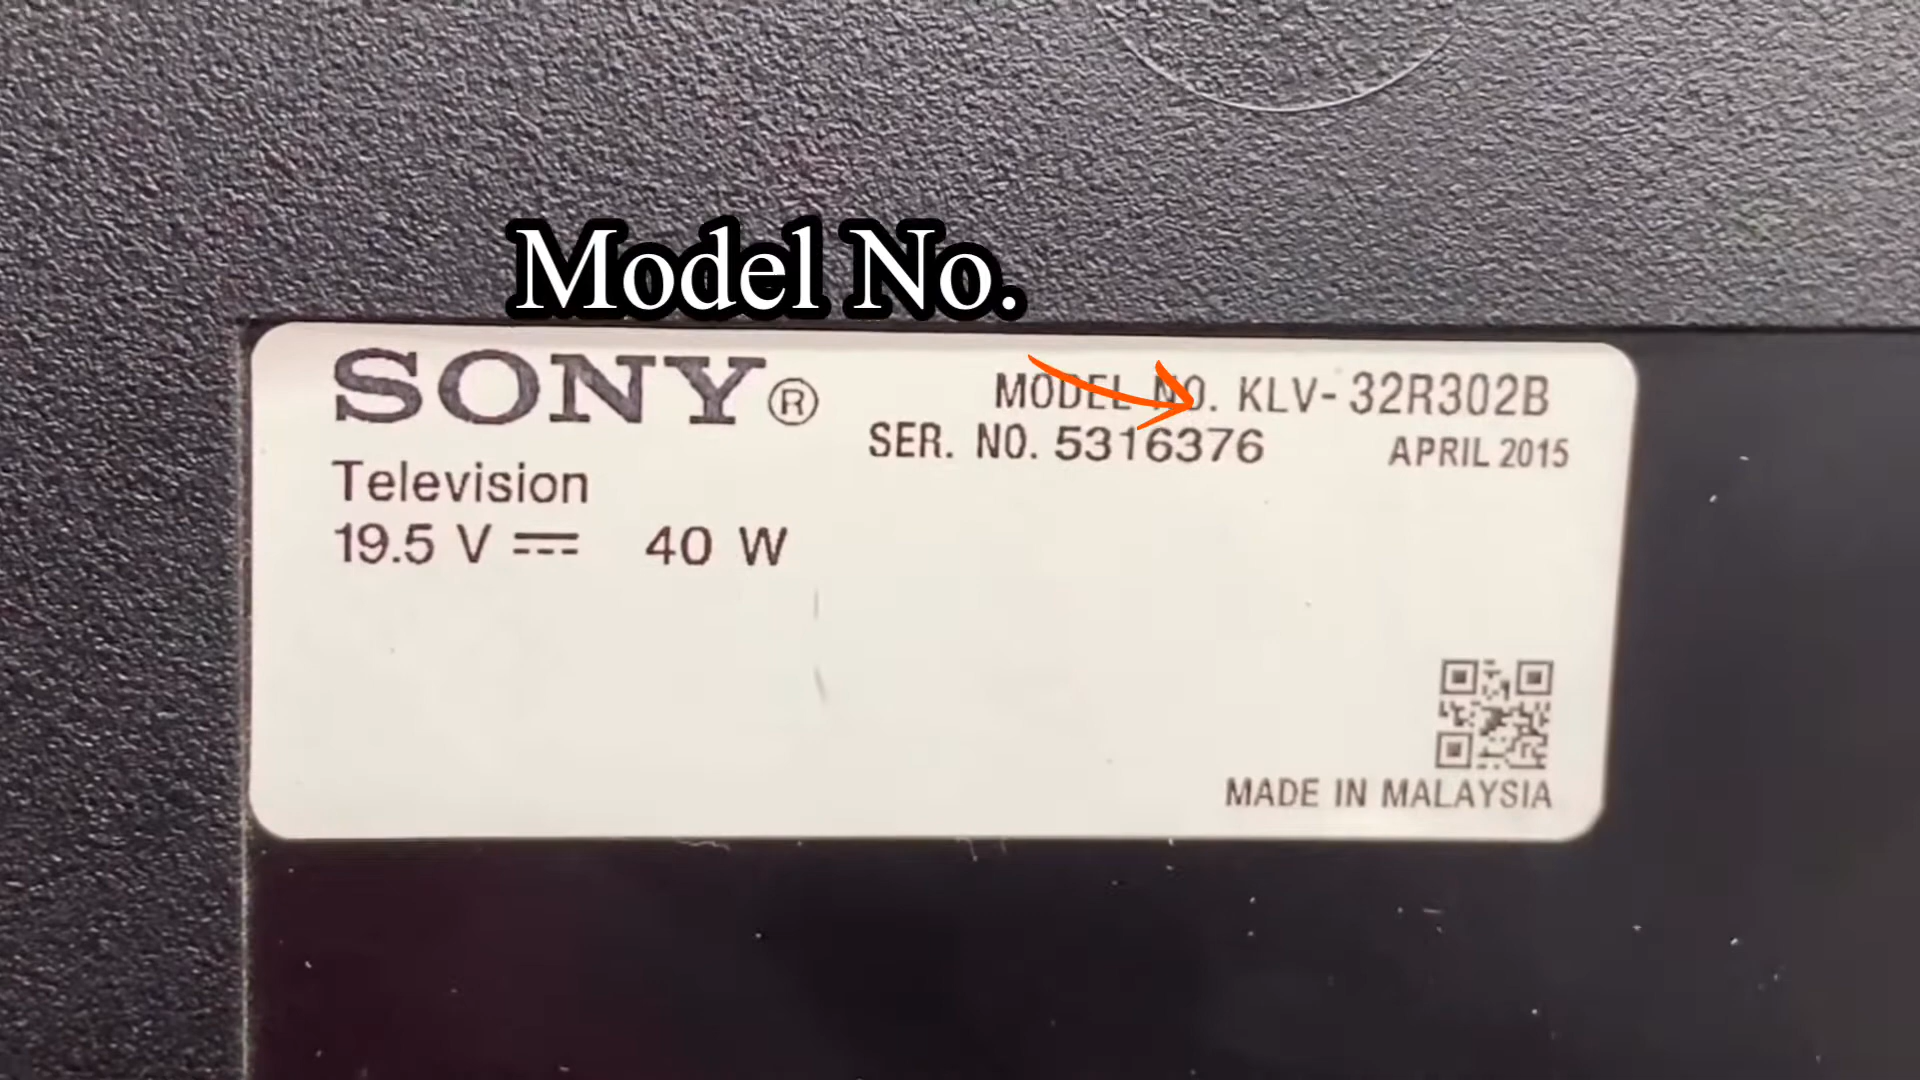 Model No.
SONY®
MODEL NO. KLV-32R302B
SER. NO. 5316376 APRIL 2015
Television
19.5 V ⎓ 40 W
MADE IN MALAYSIA